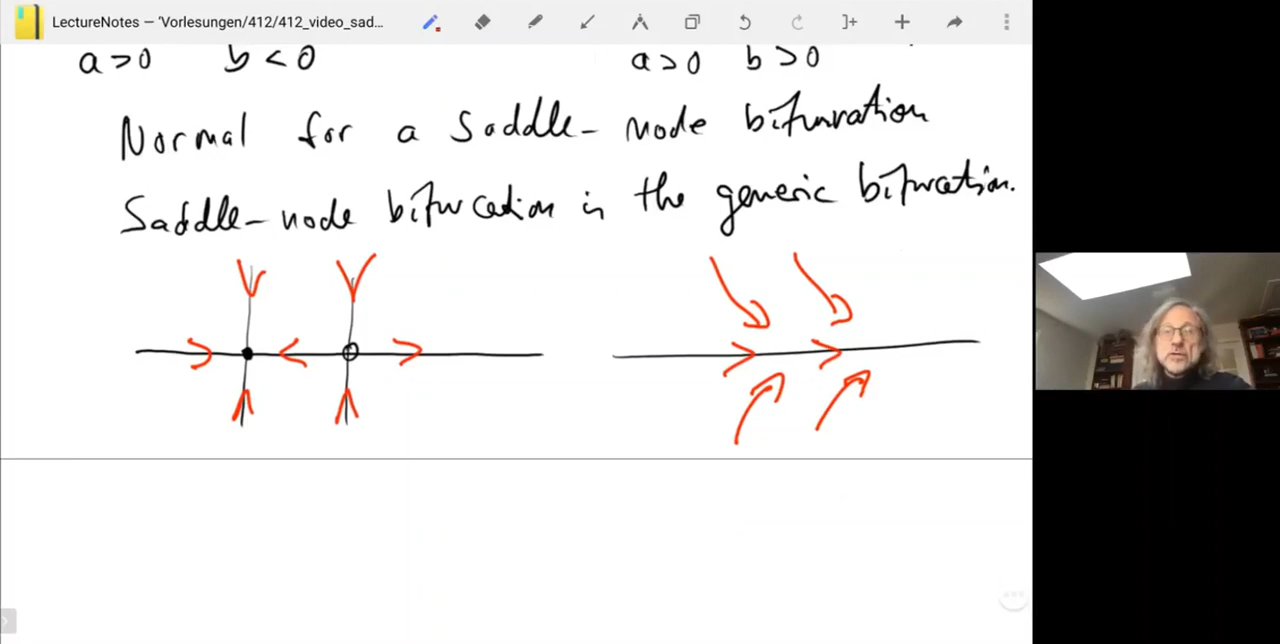 LectureNotes — ‘Vorlesungen/412/412_video_sad...
a > 0 b < 0 a > 0 b > 0
Normal for a Saddle-node bifurcation
Saddle-node bifurcation is the generic bifurcation.